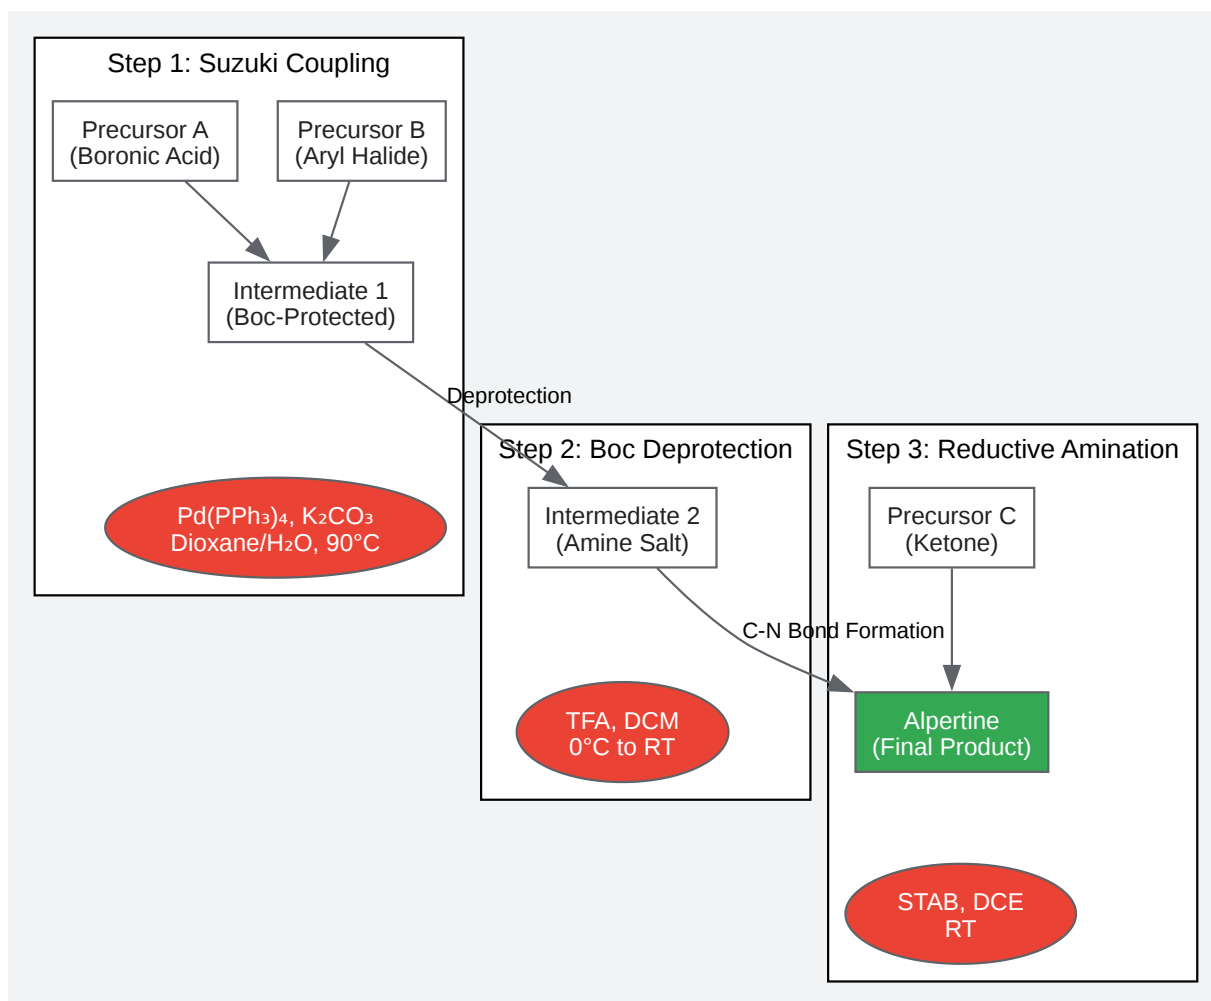 Step 1: Suzuki Coupling
Precursor A
(Boronic Acid)
Precursor B
(Aryl Halide)
Intermediate 1
(Boc-Protected)
Deprotection
Pd(PPh₃)₄, K₂CO₃
Dioxane/H₂O, 90°C
Step 2: Boc Deprotection
Intermediate 2
(Amine Salt)
TFA, DCM
0°C to RT
Step 3: Reductive Amination
Precursor C
(Ketone)
C-N Bond Formation
Alpertine
(Final Product)
STAB, DCE
RT